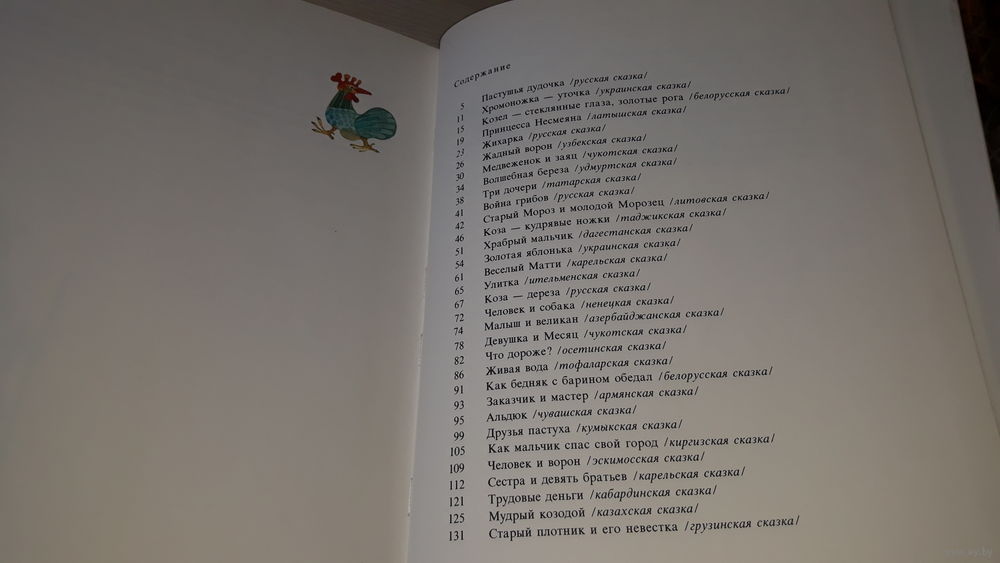 Содержание
5 Пастушья дудочка /русская сказка/
11 Хромоножка — уточка /украинская сказка/
15 Козел — стеклянные глаза, золотые рога /белорусская сказка/
19 Принцесса Несмеяна /латышская сказка/
23 Жихарка /русская сказка/
26 Жадный ворон /узбекская сказка/
30 Медвеженок и заяц /чукотская сказка/
34 Волшебная береза /удмуртская сказка/
38 Три дочери /татарская сказка/
41 Война грибов /русская сказка/
42 Старый Мороз и молодой Морозец /литовская сказка/
46 Коза — кудрявые ножки /таджикская сказка/
51 Храбрый мальчик /дагестанская сказка/
54 Золотая яблонька /украинская сказка/
61 Веселый Матти /карельская сказка/
65 Улитка /ительменская сказка/
67 Коза — дереза /русская сказка/
72 Человек и собака /ненецкая сказка/
74 Малыш и великан /азербайджанская сказка/
78 Девушка и Месяц /чукотская сказка/
82 Что дороже? /осетинская сказка/
86 Живая вода /тофаларская сказка/
91 Как бедняк с барином обедал /белорусская сказка/
93 Заказчик и мастер /армянская сказка/
95 Альдюк /чувашская сказка/
99 Друзья пастуха /кумыкская сказка/
105 Как мальчик спас свой город /киргизская сказка/
109 Человек и ворон /эскимосская сказка/
112 Сестра и девять братьев /карельская сказка/
121 Трудовые деньги /кабардинская сказка/
125 Мудрый козодой /казахская сказка/
131 Старый плотник и его невестка /грузинская сказка/
www.ay.by